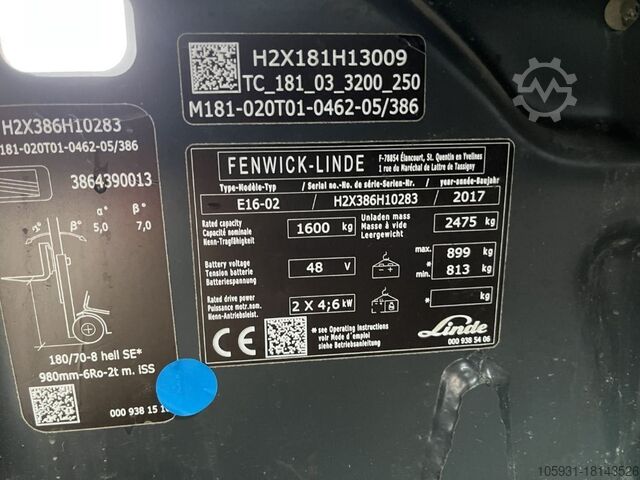 H2X181H13009
TC_181_03_3200_250
M181-020T01-0462-05/386
H2X386H10283
181-020T01-0462-05/386
3864390013
α° β°
5,0 7,0
2° β° α°
180/70-8 hell SE*
980mm-6Ro-2t m. ISS
000 938 15
FENWICK-LINDE
F-78854 Élancourt, St. Quentin en Yvelines
1 rue du Maréchal de Lattre de Tassigny
Type-Modèle-Typ / Serial no.-No. de série-Serien-Nr. / year-année-Baujahr
E16-02 / H2X386H10283 / 2017
Rated capacity
Capacité nominale
Nenn-Tragfähigkeit
1600 kg
Unladen mass
Masse à vide
Leergewicht
2475 kg
Battery voltage
Tension batterie
Batteriespannung
48 V
max. 899 kg
* min. 813 kg
Rated drive power
Puissance motr.nom.
Nenn-Antriebsleist.
2 X 4;6 kW
* kg
CE
* see Operating instructions
voir Mode d'emploi
siehe Betriebsanleitung
Linde
000 938 54 06
105931-18143526